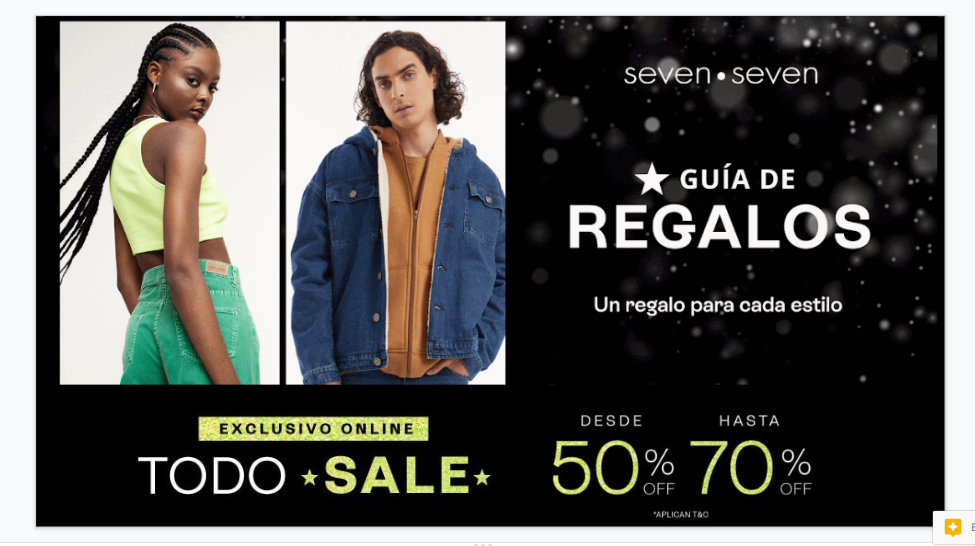 seven•seven
GUÍA DE
REGALOS
Un regalo para cada estilo
EXCLUSIVO ONLINE
TODO SALE
DESDE
50% OFF
HASTA
70% OFF
*APLICAN T&C